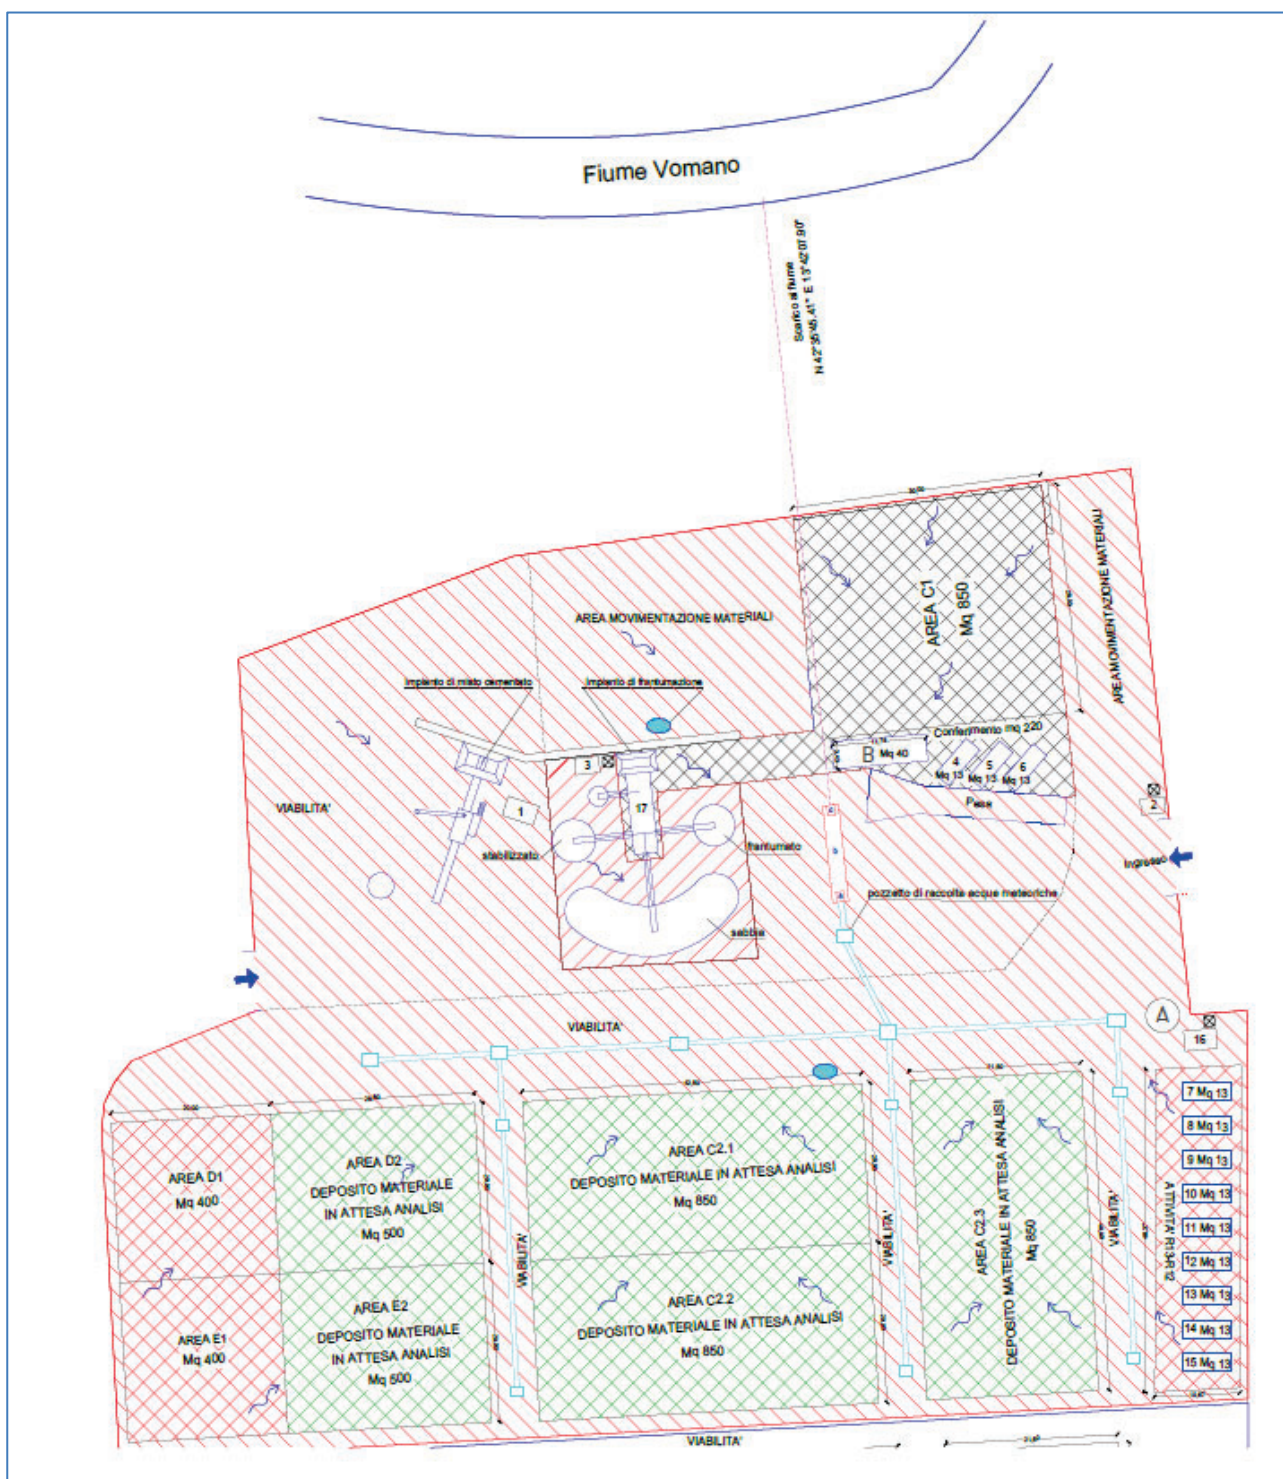 Fiume Vomano
Scarico al fiume
N 42°35'45.41" E 13°42'07.90"
AREA MOVIMENTAZIONE MATERIALI
AREA C1
Mq 850
AREA MOVIMENTAZIONE MATERIALI
Impianto di misto cementato
Impianto di frantumazione
Conferimento mq 220
B Mq 40
4
Mq 13
5
Mq 13
6
Mq 13
Pesa
3
17
1
2
VIABILITA'
stabilizzato
frantumato
Ingresso
pozzetto di raccolta acque meteoriche
sabbia
A
16
VIABILITA'
AREA D1
Mq 400
AREA D2
DEPOSITO MATERIALE
IN ATTESA ANALISI
Mq 500
AREA C2.1
DEPOSITO MATERIALE IN ATTESA ANALISI
Mq 850
AREA C2.3
DEPOSITO MATERIALE IN ATTESA ANALISI
Mq 850
VIABILITA'
VIABILITA'
VIABILITA'
ATTIVITA' R13-R12
7 Mq 13
8 Mq 13
9 Mq 13
10 Mq 13
11 Mq 13
12 Mq 13
13 Mq 13
14 Mq 13
15 Mq 13
AREA E1
Mq 400
AREA E2
DEPOSITO MATERIALE
IN ATTESA ANALISI
Mq 500
AREA C2.2
DEPOSITO MATERIALE IN ATTESA ANALISI
Mq 850
VIABILITA'